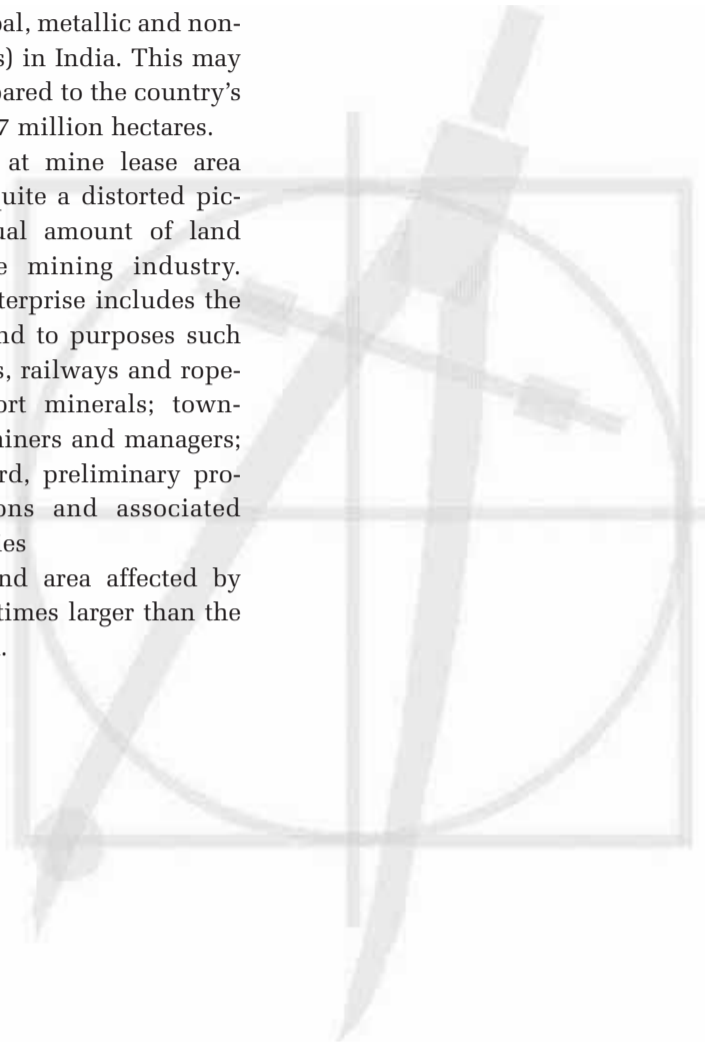 oal, metallic and non-
s) in India. This may
pared to the country's
7 million hectares.
at mine lease area
quite a distorted pic-
ual amount of land
e mining industry.
terprise includes the
nd to purposes such
s, railways and rope-
ort minerals; town-
miners and managers;
rd, preliminary pro-
ons and associated
ies
nd area affected by
times larger than the
.